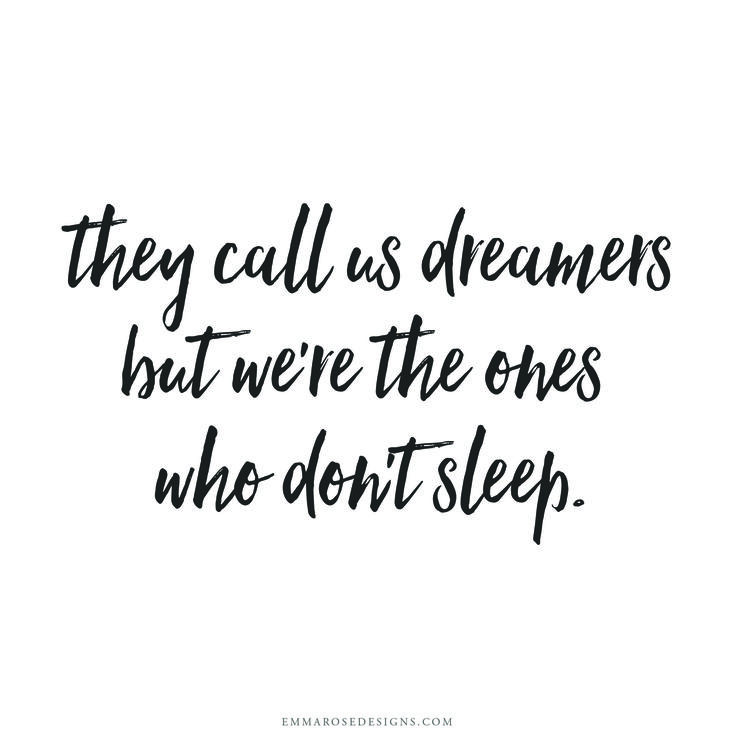 they call us dreamers
but we're the ones
who don't sleep.
EMMAROSEDESIGNS.COM